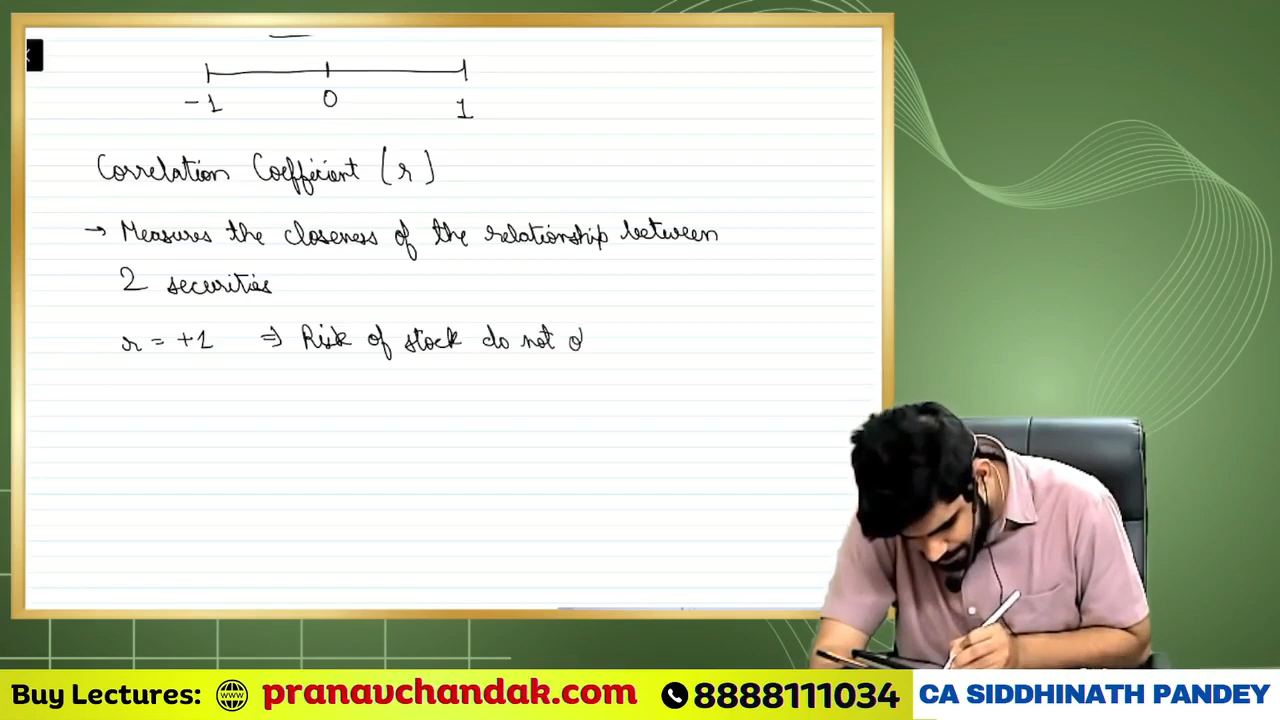 -1 0 1
Correlation Coefficient (r)
→ Measures the closeness of the relationship between
2 securities
r = +1 ⇒ Risk of stock do not d
Buy Lectures: pranavchandak.com 8888111034 CA SIDDHINATH PANDEY